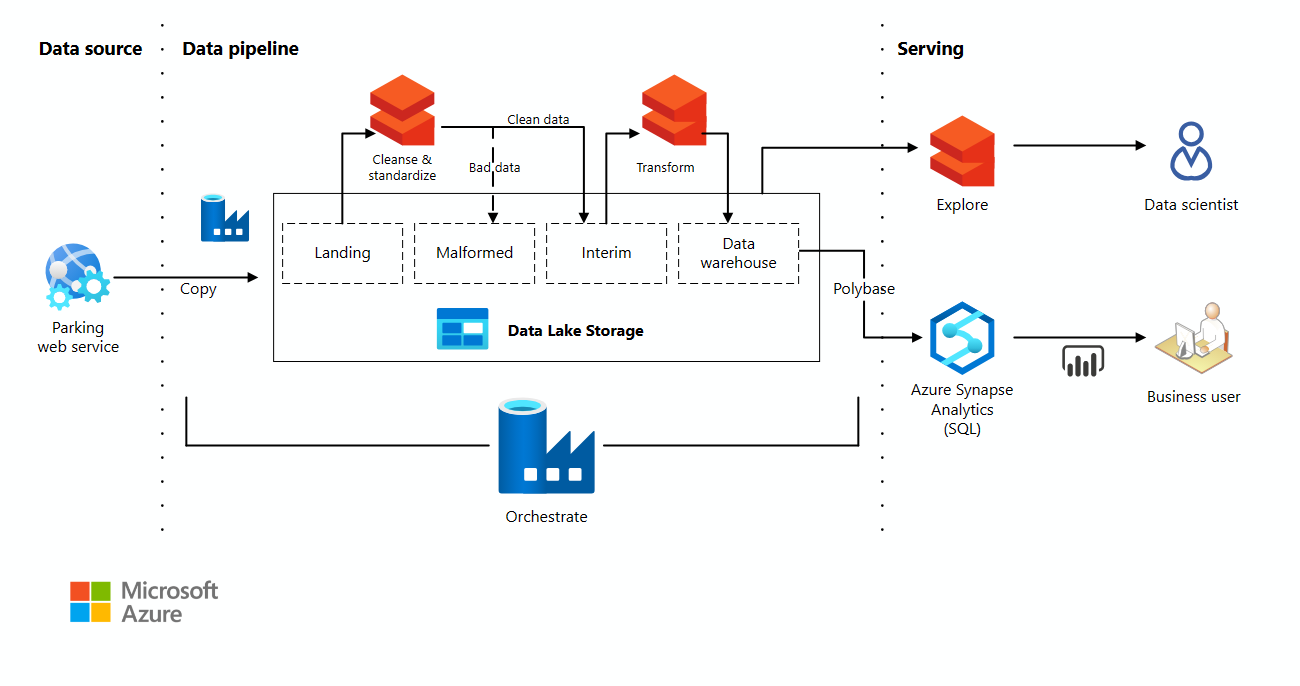 Data source
Data pipeline
Serving
Clean data
Cleanse &
standardize
Bad data
Transform
Explore
Data scientist
Landing
Malformed
Interim
Data
warehouse
Copy
Polybase
Parking
web service
Data Lake Storage
Azure Synapse
Analytics
(SQL)
Business user
Orchestrate
Microsoft
Azure